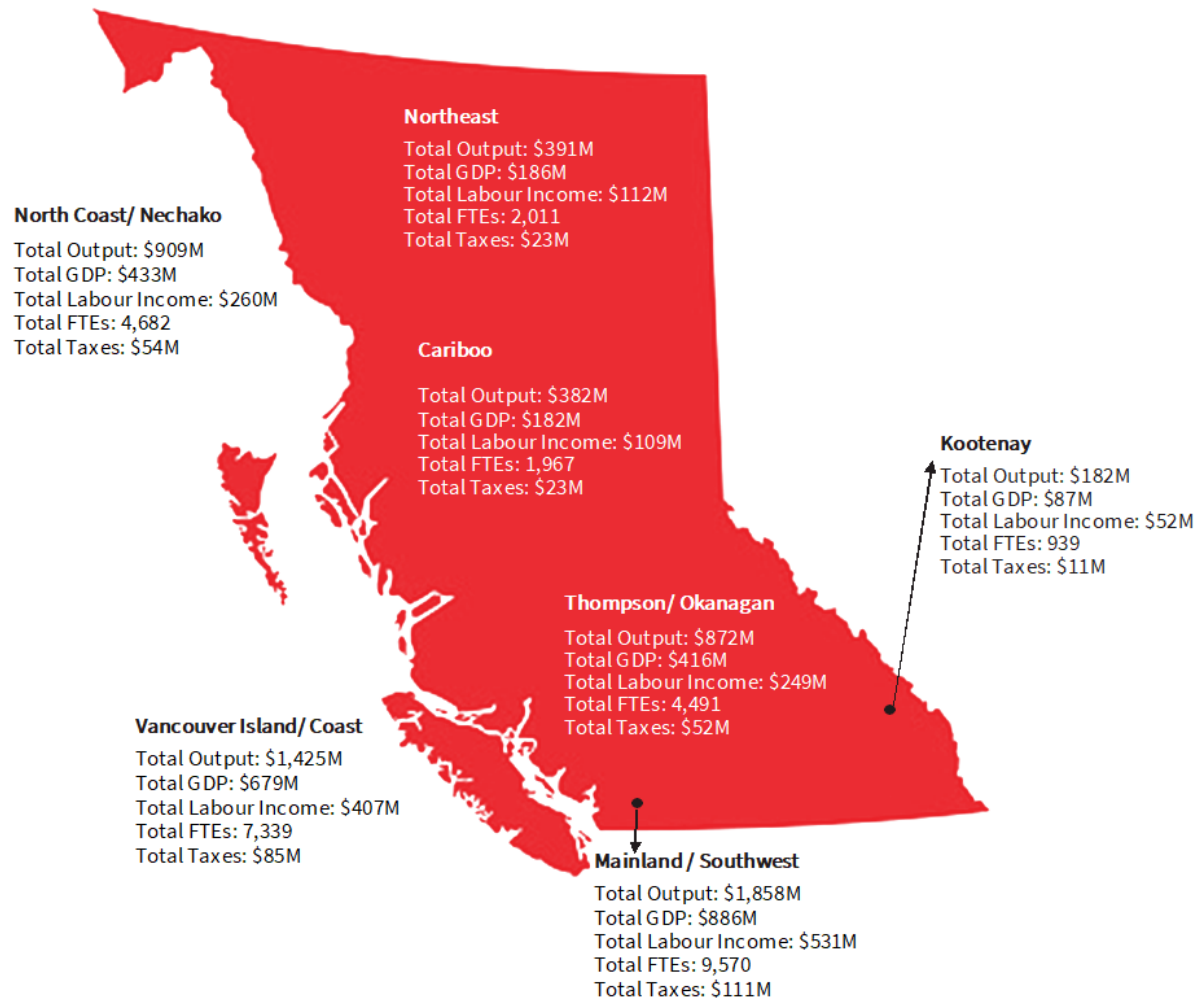 Northeast
Total Output: $391M
Total GDP: $186M
Total Labour Income: $112M
Total FTEs: 2,011
Total Taxes: $23M
North Coast/ Nechako
Total Output: $909M
Total GDP: $433M
Total Labour Income: $260M
Total FTEs: 4,682
Total Taxes: $54M
Cariboo
Total Output: $382M
Total GDP: $182M
Total Labour Income: $109M
Total FTEs: 1,967
Total Taxes: $23M
Kootenay
Total Output: $182M
Total GDP: $87M
Total Labour Income: $52M
Total FTEs: 939
Total Taxes: $11M
Thompson/ Okanagan
Total Output: $872M
Total GDP: $416M
Total Labour Income: $249M
Total FTEs: 4,491
Total Taxes: $52M
Vancouver Island/ Coast
Total Output: $1,425M
Total GDP: $679M
Total Labour Income: $407M
Total FTEs: 7,339
Total Taxes: $85M
Mainland / Southwest
Total Output: $1,858M
Total GDP: $886M
Total Labour Income: $531M
Total FTEs: 9,570
Total Taxes: $111M